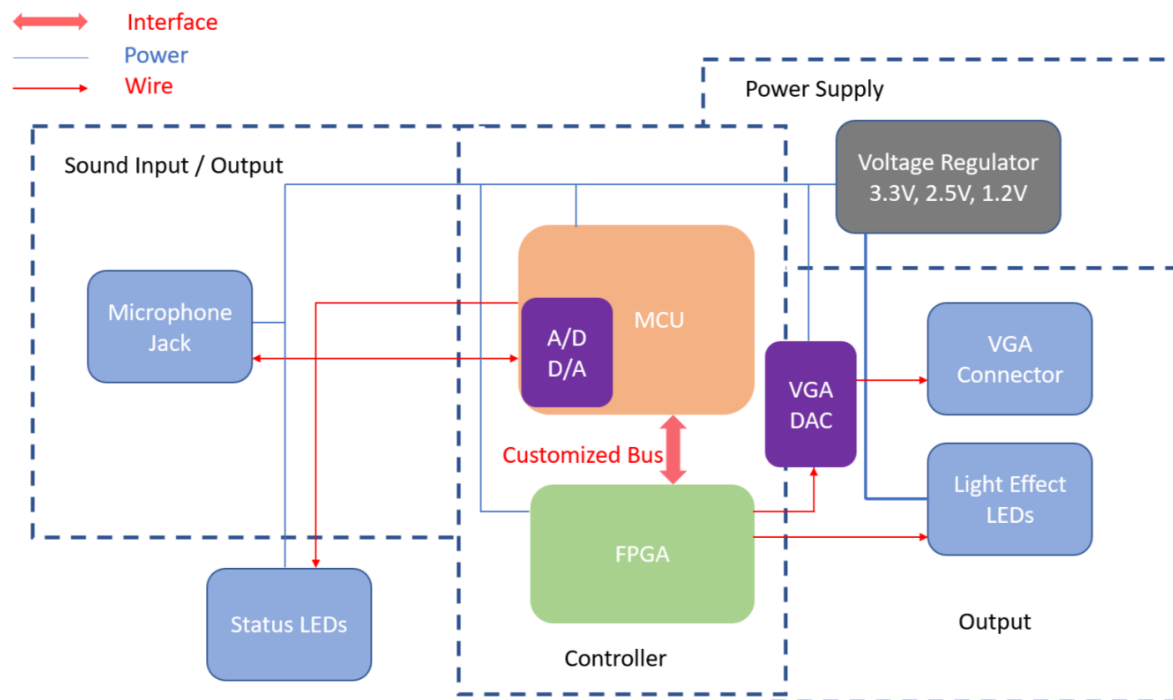 Interface
Power
Wire
Power Supply
Sound Input / Output
Voltage Regulator
3.3V, 2.5V, 1.2V
Microphone
Jack
MCU
A/D
D/A
VGA
DAC
VGA
Connector
Customized Bus
Light Effect
LEDs
FPGA
Status LEDs
Output
Controller